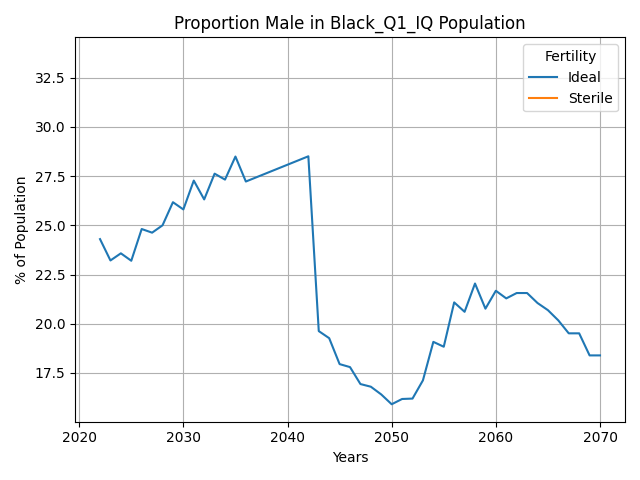 Proportion Male in Black_Q1_IQ Population
Fertility
Ideal
Sterile
% of Population
32.5
30.0
27.5
25.0
22.5
20.0
17.5
2020 2030 2040 2050 2060 2070
Years